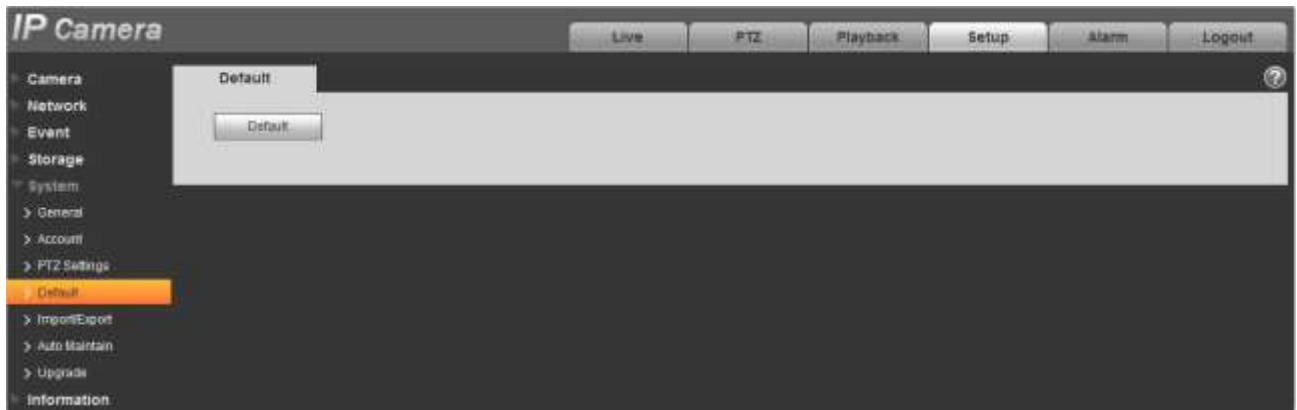 IP Camera
Live PTZ Playback Setup Alarm Logout
Camera
Default
?
Network
Event
Default
Storage
System
> General
> Account
> PTZ Settings
> Default
> Import/Export
> Auto Maintain
> Upgrade
Information